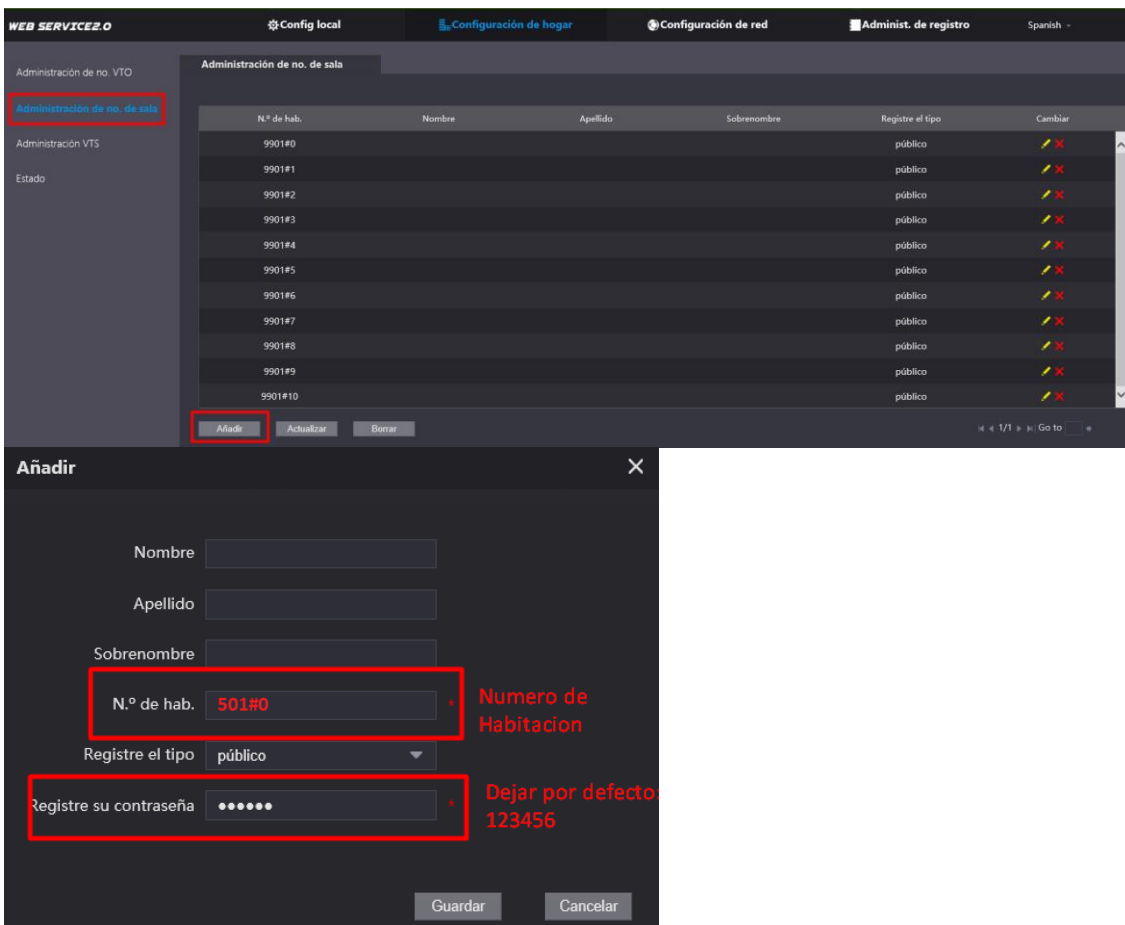 WEB SERVICE2.0 Config local Configuración de hogar Configuración de red Administ. de registro Spanish
Administración de no. VTO
Administración de no. de sala
Administración VTS
Estado
Administración de no. de sala
N.º de hab. Nombre Apellido Sobrenombre Registre el tipo Cambiar
9901#0 público
9901#1 público
9901#2 público
9901#3 público
9901#4 público
9901#5 público
9901#6 público
9901#7 público
9901#8 público
9901#9 público
9901#10 público
Añadir Actualizar Borrar 1/1 Go to
Añadir
Nombre
Apellido
Sobrenombre
N.º de hab. 501#0 * Numero de
Habitacion
Registre el tipo público
Registre su contraseña •••••• * Dejar por defecto:
123456
Guardar Cancelar